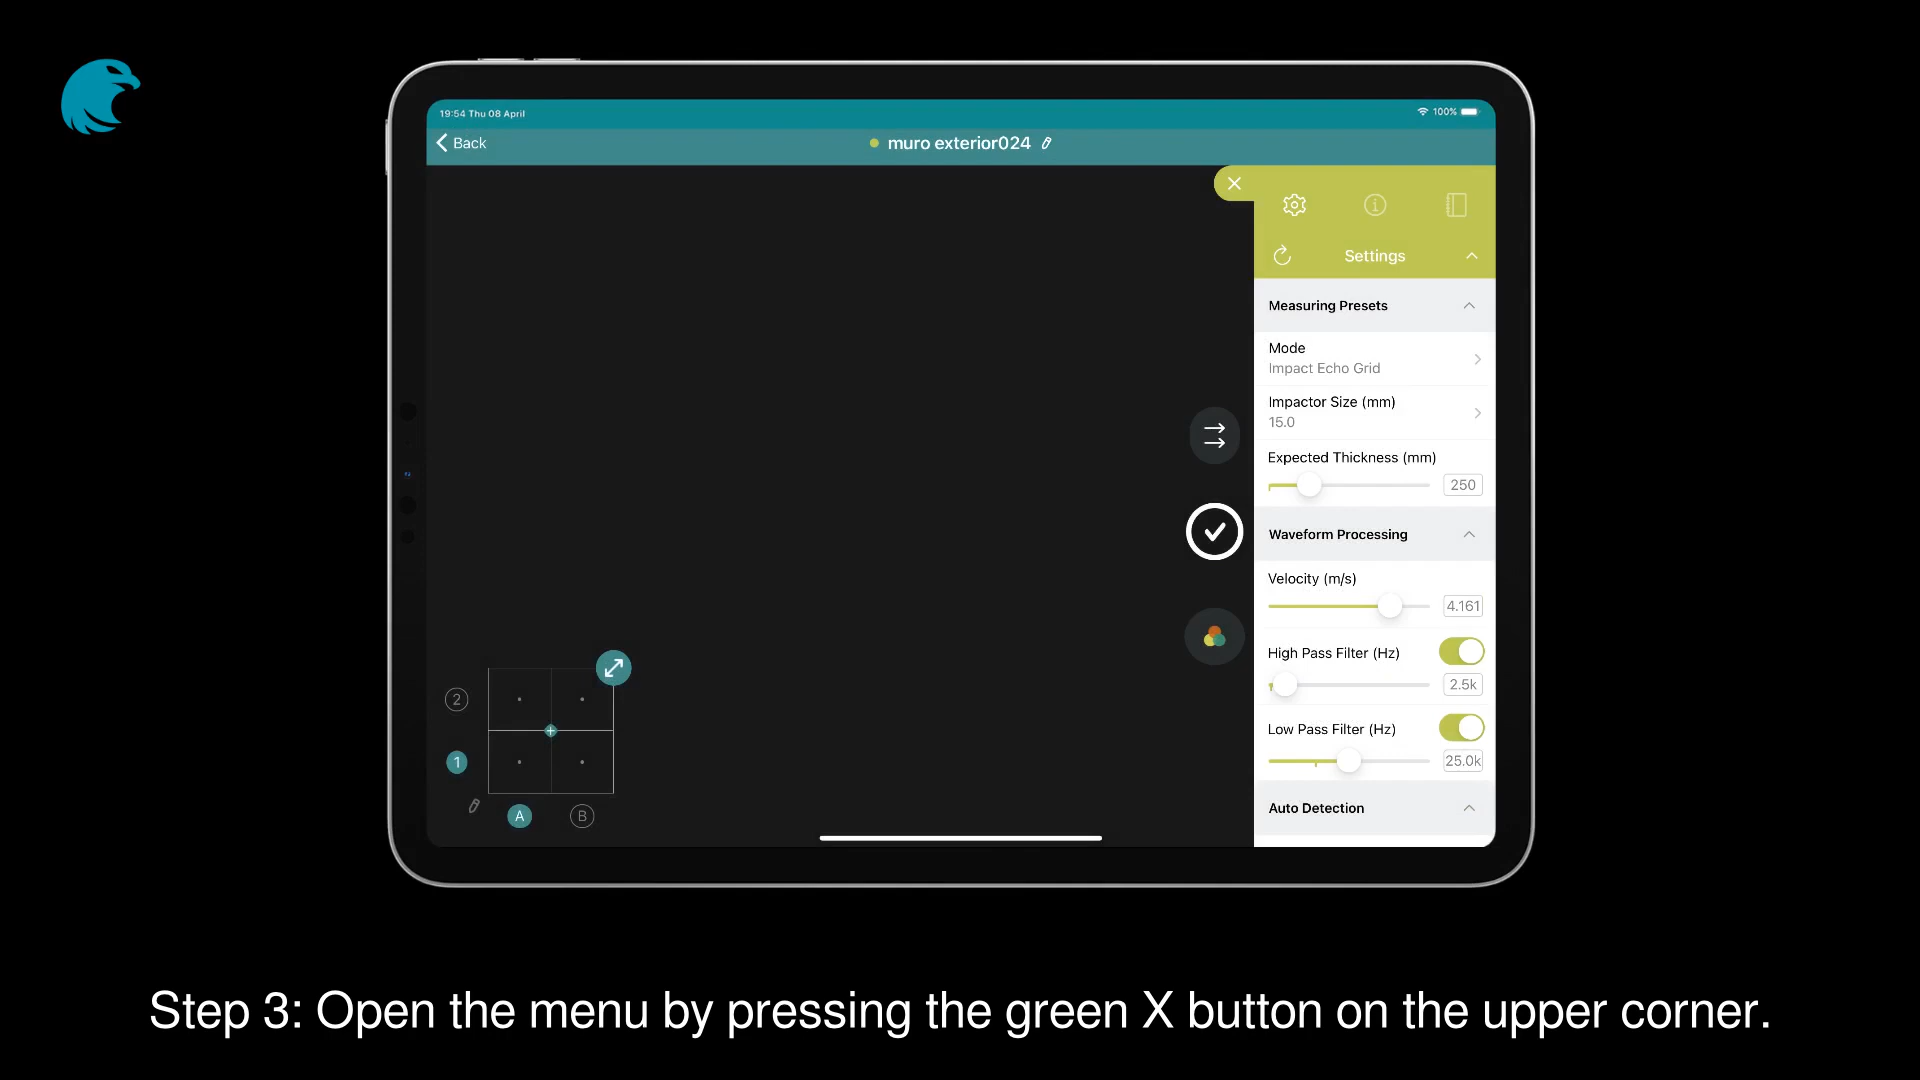 19:54 Thu 08 April
100%
Back
muro exterior024
Settings
Measuring Presets
Mode
Impact Echo Grid
Impactor Size (mm)
15.0
Expected Thickness (mm)
250
Waveform Processing
Velocity (m/s)
4.161
High Pass Filter (Hz)
2.5k
Low Pass Filter (Hz)
25.0k
Auto Detection
2
1
A
B
Step 3: Open the menu by pressing the green X button on the upper corner.